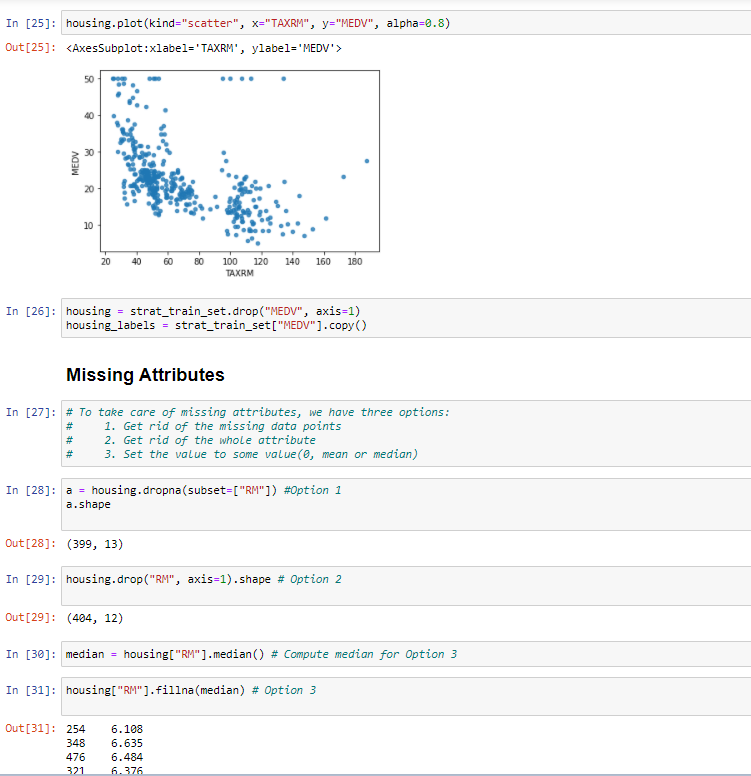 In [25]: housing.plot(kind="scatter", x="TAXRM", y="MEDV", alpha=0.8)
Out[25]: <AxesSubplot:xlabel='TAXRM', ylabel='MEDV'>
50
40
30
20
10
MEDV
20 40 60 80 100 120 140 160 180
TAXRM
In [26]: housing = strat_train_set.drop("MEDV", axis=1)
housing_labels = strat_train_set["MEDV"].copy()
Missing Attributes
In [27]: # To take care of missing attributes, we have three options:
#     1. Get rid of the missing data points
#     2. Get rid of the whole attribute
#     3. Set the value to some value(0, mean or median)
In [28]: a = housing.dropna(subset=["RM"]) #Option 1
a.shape
Out[28]: (399, 13)
In [29]: housing.drop("RM", axis=1).shape # Option 2
Out[29]: (404, 12)
In [30]: median = housing["RM"].median() # Compute median for Option 3
In [31]: housing["RM"].fillna(median) # Option 3
Out[31]: 254    6.108
348    6.635
476    6.484
321    6.376